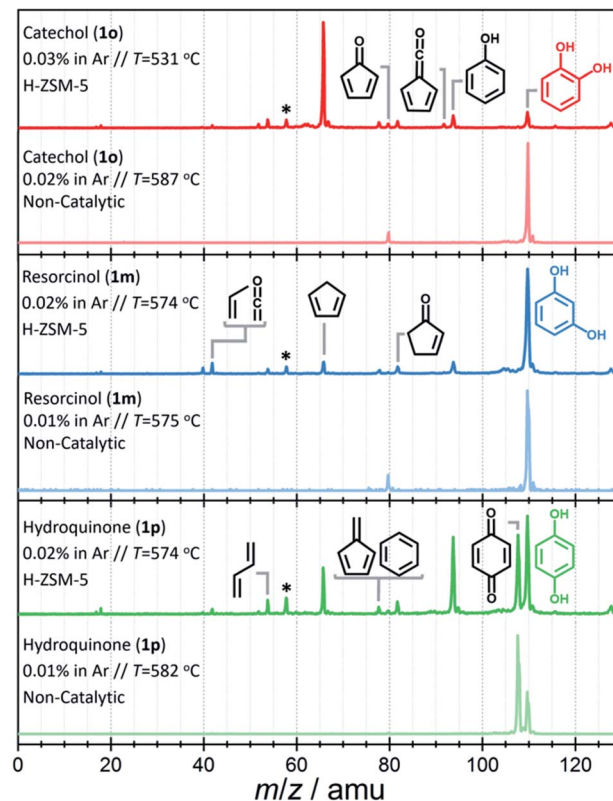 Catechol (1o)
0.03% in Ar // T=531 °C
H-ZSM-5
*
O
O
C
OH
OH
OH
Catechol (1o)
0.02% in Ar // T=587 °C
Non-Catalytic
Resorcinol (1m)
0.02% in Ar // T=574 °C
H-ZSM-5
O
C
*
O
OH
OH
Resorcinol (1m)
0.01% in Ar // T=575 °C
Non-Catalytic
Hydroquinone (1p)
0.02% in Ar // T=574 °C
H-ZSM-5
*
O
O
OH
OH
Hydroquinone (1p)
0.01% in Ar // T=582 °C
Non-Catalytic
0 20 40 60 80 100 120
m/z / amu